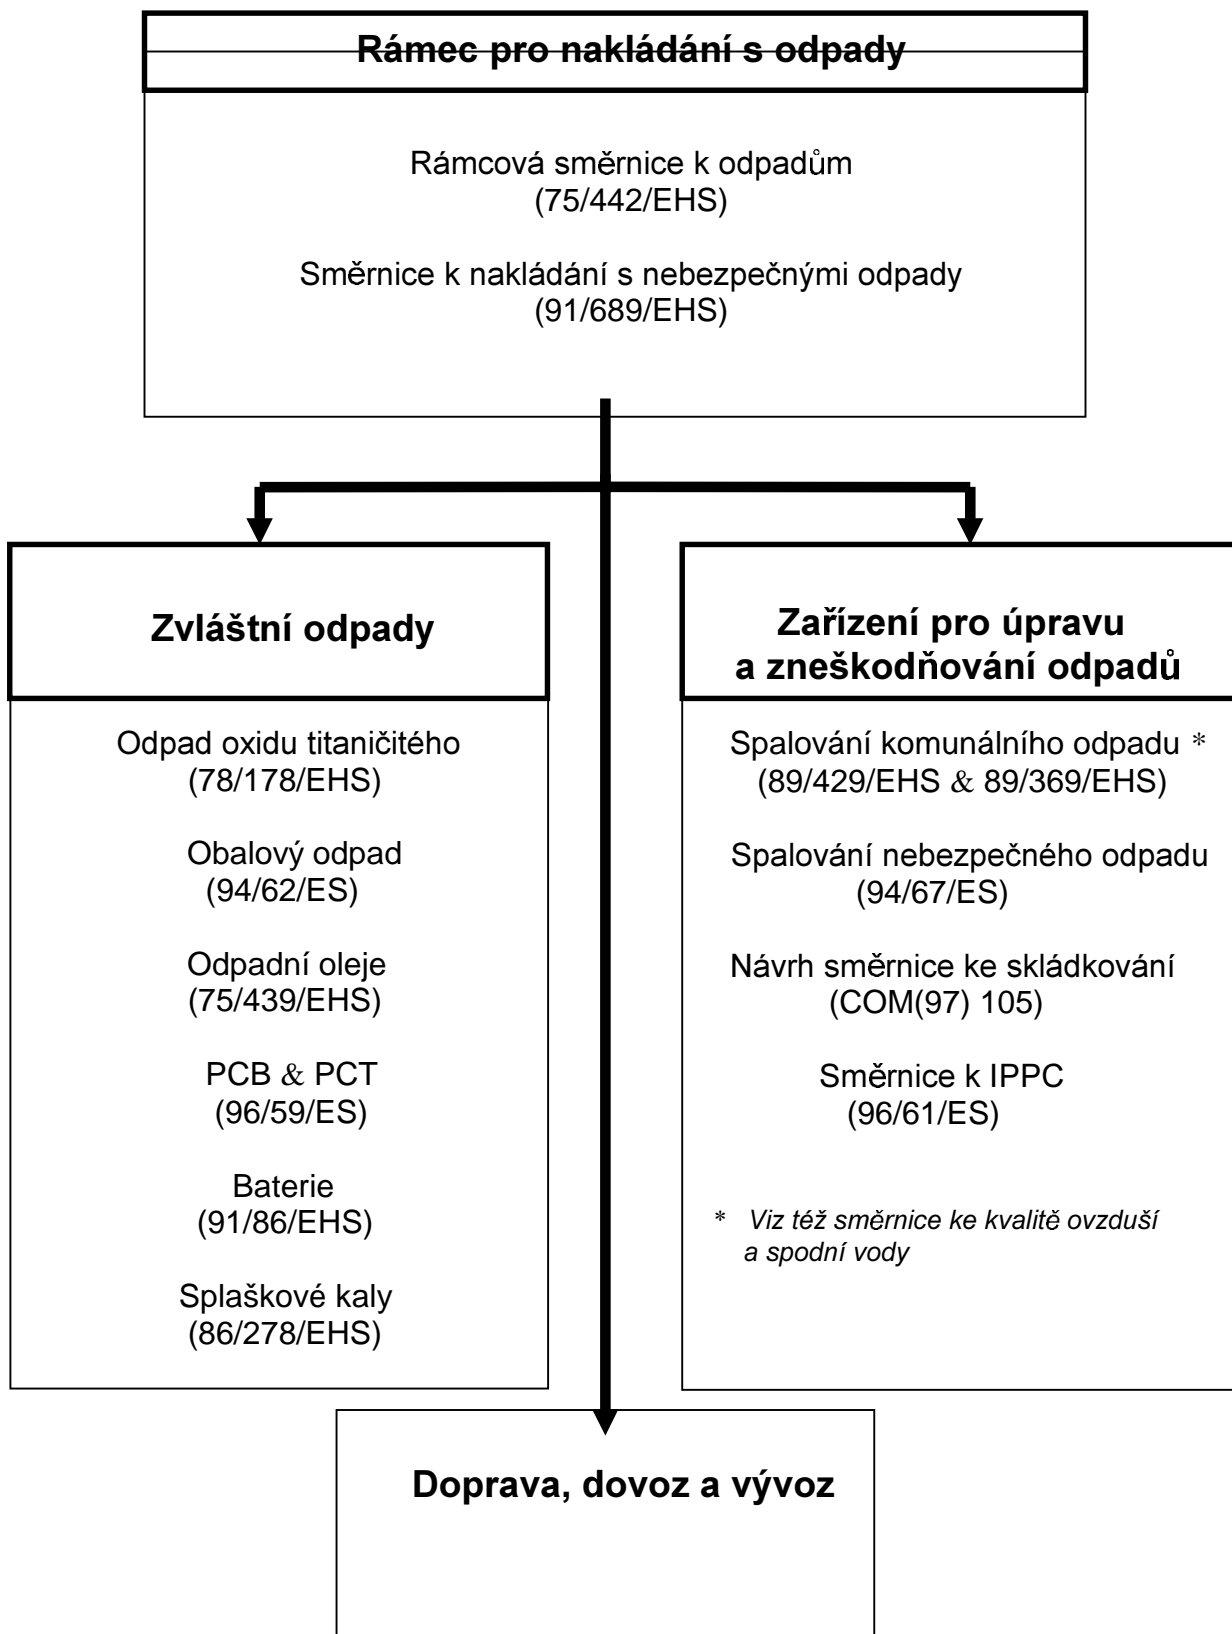 Rámec pro nakládání s odpady
Rámcová směrnice k odpadům
(75/442/EHS)
Směrnice k nakládání s nebezpečnými odpady
(91/689/EHS)
Zvláštní odpady
Odpad oxidu titaničitého
(78/178/EHS)
Obalový odpad
(94/62/ES)
Odpadní oleje
(75/439/EHS)
PCB & PCT
(96/59/ES)
Baterie
(91/86/EHS)
Splaškové kaly
(86/278/EHS)
Zařízení pro úpravu
a zneškodňování odpadů
Spalování komunálního odpadu *
(89/429/EHS & 89/369/EHS)
Spalování nebezpečného odpadu
(94/67/ES)
Návrh směrnice ke skládkování
(COM(97) 105)
Směrnice k IPPC
(96/61/ES)
* Viz též směrnice ke kvalitě ovzduší
a spodní vody
Doprava, dovoz a vývoz